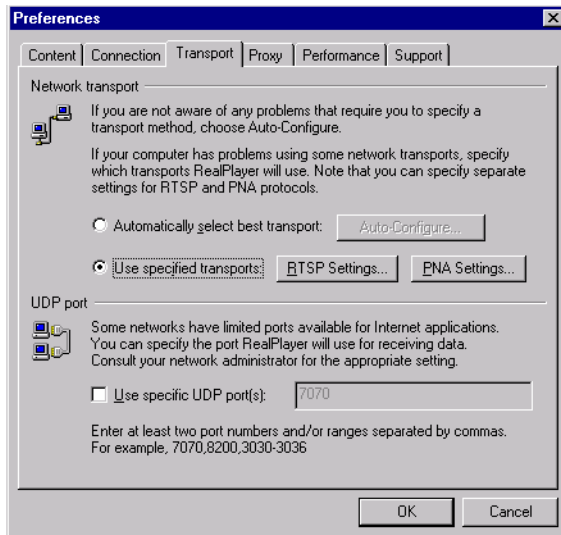 Preferences
Content Connection Transport Proxy Performance Support
Network transport
If you are not aware of any problems that require you to specify a
transport method, choose Auto-Configure.
If your computer has problems using some network transports, specify
which transports RealPlayer will use. Note that you can specify separate
settings for RTSP and PNA protocols.
Automatically select best transport: Auto-Configure...
Use specified transports: RTSP Settings... PNA Settings...
UDP port
Some networks have limited ports available for Internet applications.
You can specify the port RealPlayer will use for receiving data.
Consult your network administrator for the appropriate setting.
Use specific UDP port(s): 7070
Enter at least two port numbers and/or ranges separated by commas.
For example, 7070,8200,3030-3036
OK Cancel